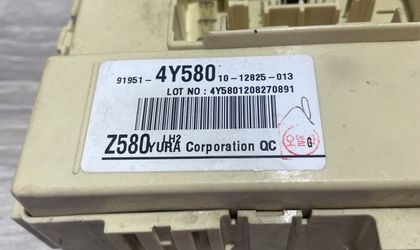 91951-4Y580 10-12825-013
LOT NO : 4Y5801208270891
Z580 LH2
YURA Corporation QC